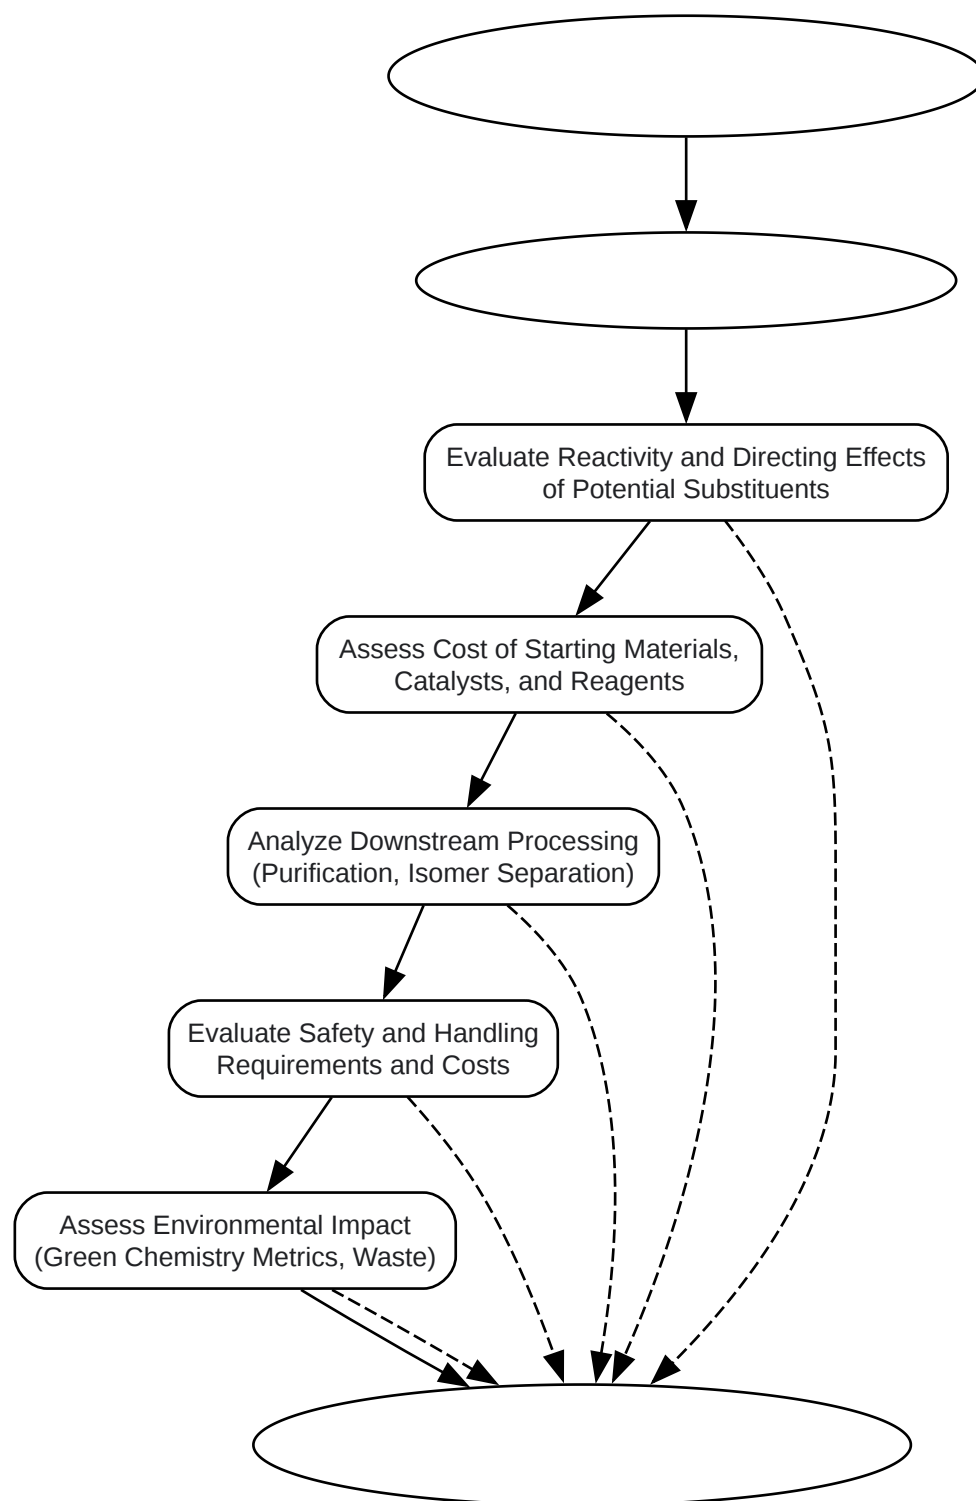 Evaluate Reactivity and Directing Effects
of Potential Substituents
Assess Cost of Starting Materials,
Catalysts, and Reagents
Analyze Downstream Processing
(Purification, Isomer Separation)
Evaluate Safety and Handling
Requirements and Costs
Assess Environmental Impact
(Green Chemistry Metrics, Waste)